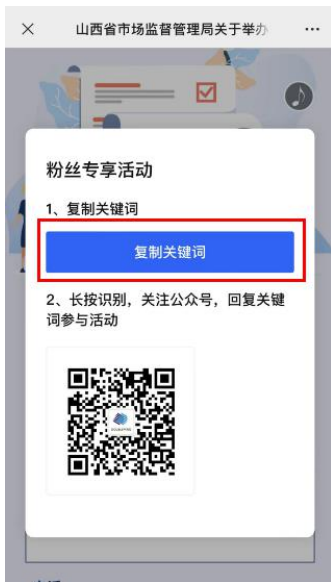 山西省市场监督管理局关于举办
粉丝专享活动
1、复制关键词
复制关键词
2、长按识别，关注公众号，回复关键
词参与活动